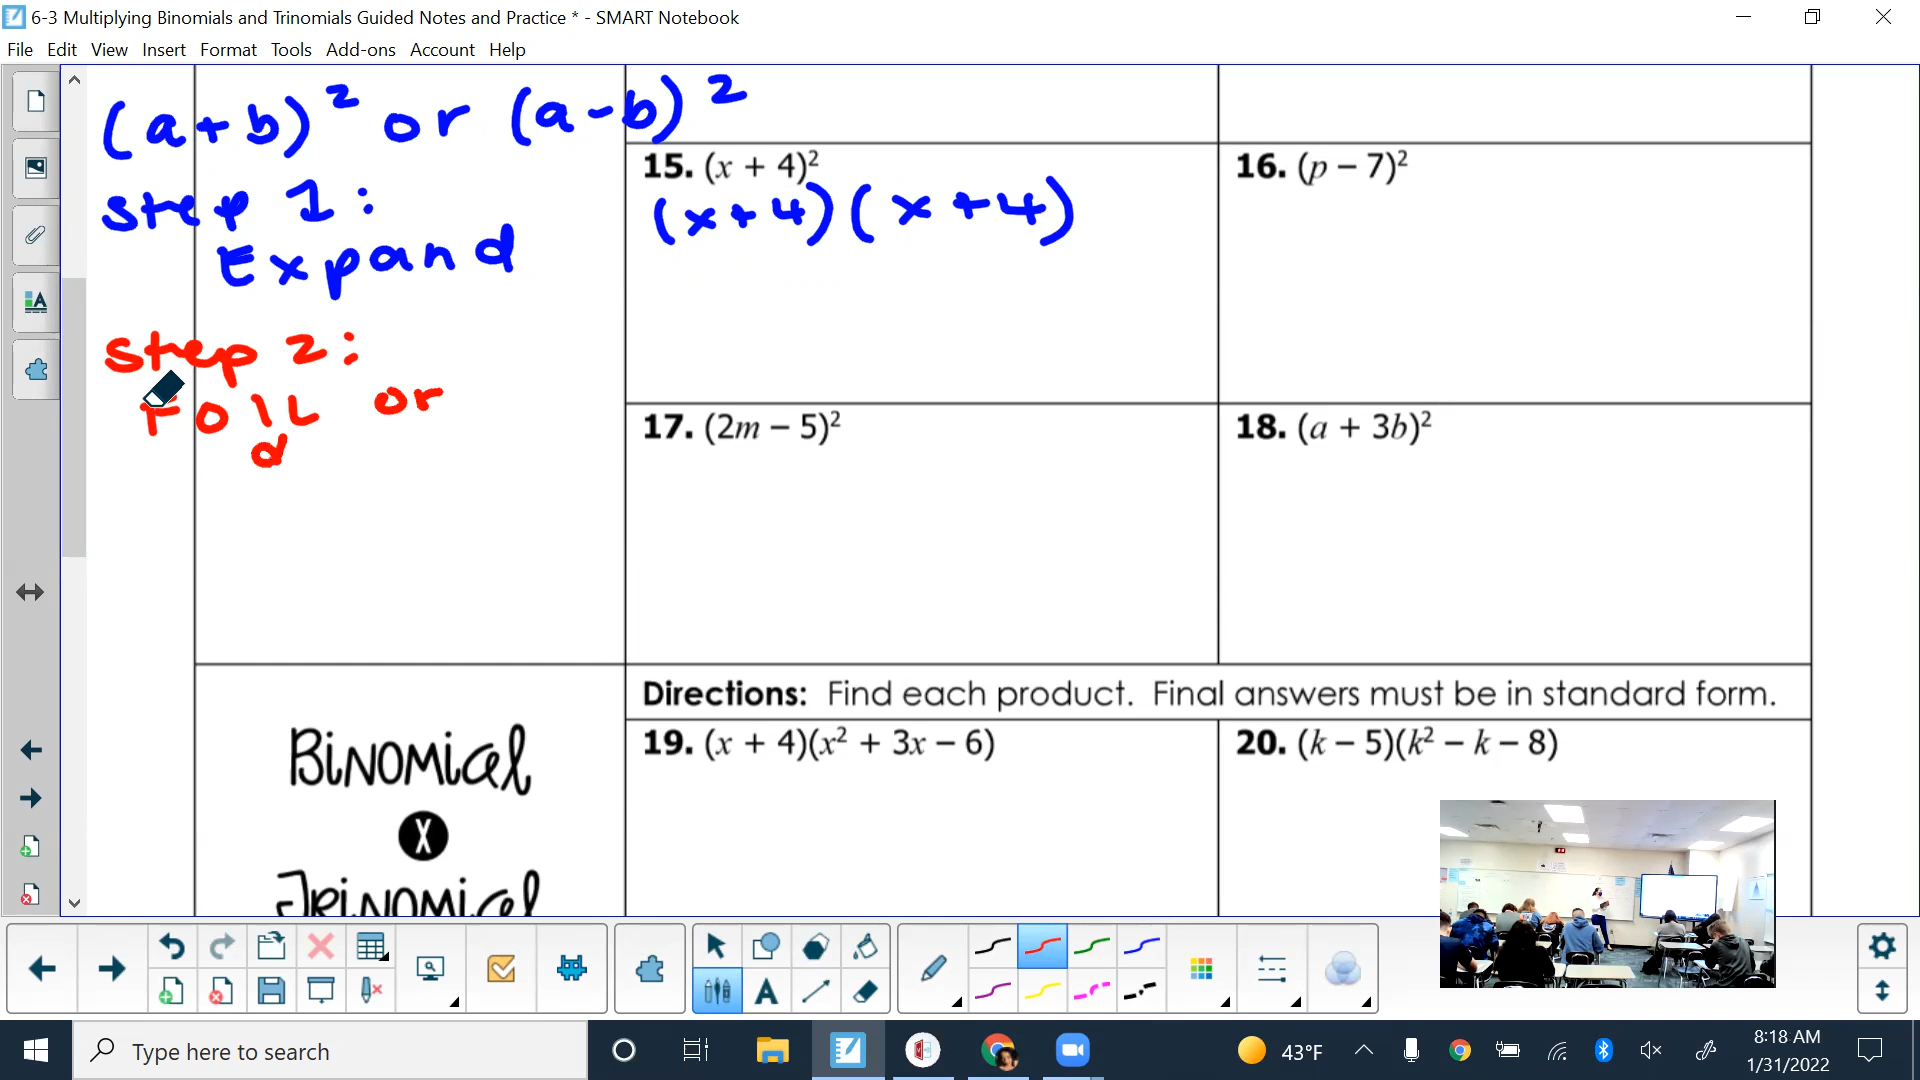 6-3 Multiplying Binomials and Trinomials Guided Notes and Practice * - SMART Notebook
File Edit View Insert Format Tools Add-ons Account Help
(a+b)² or (a-b)²
Step 1:
Expand
Step 2:
FOIL or
d
15. (x + 4)²
(x+4)(x+4)
16. (p – 7)²
17. (2m – 5)²
18. (a + 3b)²
Directions: Find each product. Final answers must be in standard form.
Binomial
X
Trinomial
19. (x + 4)(x² + 3x – 6)
20. (k – 5)(k² – k – 8)
Type here to search
43°F
8:18 AM
1/31/2022